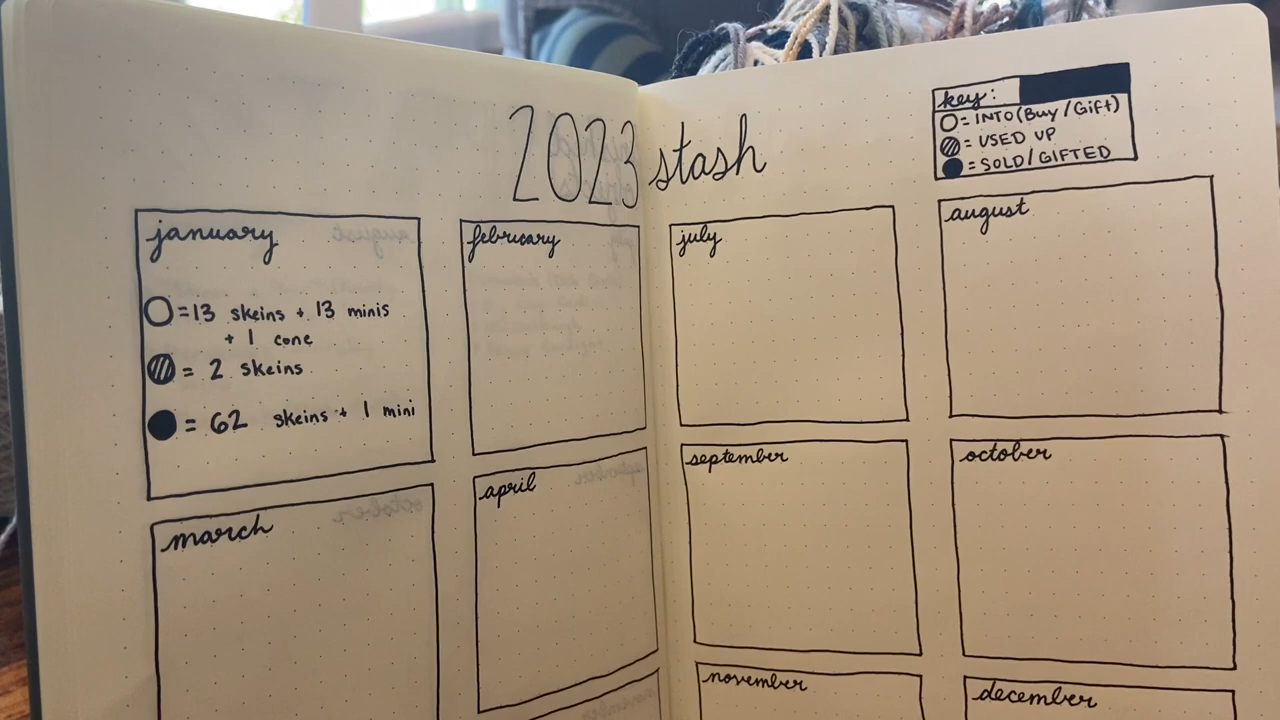 2023 stash
key:
= INTO (Buy/Gift)
= USED UP
= SOLD/GIFTED
january
= 13 skeins + 13 minis
+ 1 cone
= 2 skeins
= 62 skeins + 1 mini
february
march
april
july
august
september
october
november
december